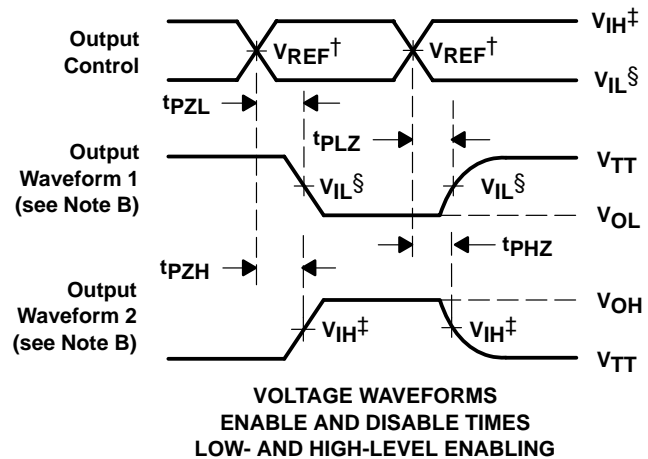 Output
Control
VREF†
VREF†
VIH‡
VIL§
tPZL
tPLZ
Output
Waveform 1
(see Note B)
VIL§
VIL§
VTT
VOL
tPZH
tPHZ
Output
Waveform 2
(see Note B)
VIH‡
VIH‡
VOH
VTT
VOLTAGE WAVEFORMS
ENABLE AND DISABLE TIMES
LOW- AND HIGH-LEVEL ENABLING